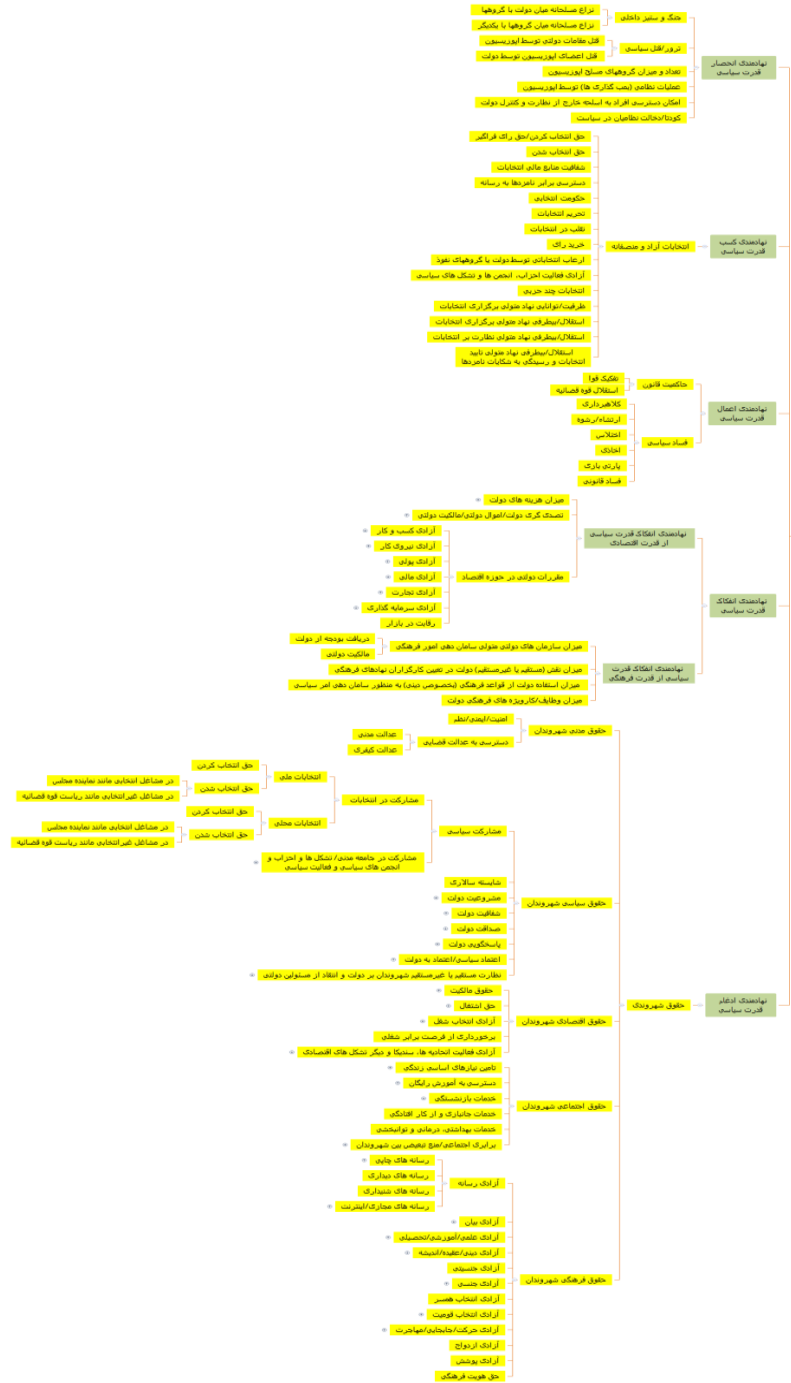 نهادمندی انحصار
قدرت سیاسی
جنگ و ستیز داخلی
نزاع مسلحانه میان دولت با گروهها
نزاع مسلحانه میان گروهها با یکدیگر
ترور/قتل سیاسی
قتل مقامات دولتی توسط اپوزیسیون
قتل اعضای اپوزیسیون توسط دولت
تعداد و میزان گروههای مسلح اپوزیسیون
عملیات نظامی (بمب گذاری ها) توسط اپوزیسیون
امکان دسترسی افراد به اسلحه خارج از نظارت و کنترل دولت
کودتا/دخالت نظامیان در سیاست
نهادمندی کسب
قدرت سیاسی
انتخابات آزاد و منصفانه
حق انتخاب کردن/حق رای فراگیر
حق انتخاب شدن
شفافیت منابع مالی انتخابات
دسترسی برابر نامزدها به رسانه
حکومت انتخابی
تحریم انتخابات
تقلب در انتخابات
خرید رای
ارعاب انتخاباتی توسط دولت یا گروههای نفوذ
آزادی فعالیت احزاب، انجمن ها و تشکل های سیاسی
انتخابات چند حزبی
ظرفیت/توانایی نهاد متولی برگزاری انتخابات
استقلال/بیطرفی نهاد متولی برگزاری انتخابات
استقلال/بیطرفی نهاد متولی نظارت بر انتخابات
استقلال/بیطرفی نهاد متولی تایید
انتخابات و رسیدگی به شکایات نامزدها
نهادمندی اعمال
قدرت سیاسی
حاکمیت قانون
تفکیک قوا
استقلال قوه قضائیه
فساد سیاسی
کلاهبرداری
ارتشاء/رشوه
اختلاس
اخاذی
پارتی بازی
فساد قانونی
نهادمندی انفکاک
قدرت سیاسی
نهادمندی انفکاک قدرت سیاسی
از قدرت اقتصادی
میزان هزینه های دولت
تصدی گری دولت/اموال دولتی/مالکیت دولتی
مقررات دولتی در حوزه اقتصاد
آزادی کسب و کار
آزادی نیروی کار
آزادی پولی
آزادی مالی
آزادی تجارت
آزادی سرمایه گذاری
رقابت در بازار
نهادمندی انفکاک قدرت
سیاسی از قدرت فرهنگی
میزان سازمان های دولتی متولی سامان دهی امور فرهنگی
دریافت بودجه از دولت
مالکیت دولتی
میزان نقش (مستقیم یا غیرمستقیم) دولت در تعیین کارگزاران نهادهای فرهنگی
میزان استفاده دولت از قواعد فرهنگی (بخصوص دینی) به منظور سامان دهی امر سیاسی
میزان وظایف/کارویژه های فرهنگی دولت
نهادمندی ادغام
قدرت سیاسی
حقوق شهروندی
حقوق مدنی شهروندان
امنیت/ایمنی/نظم
دسترسی به عدالت قضایی
عدالت مدنی
عدالت کیفری
حقوق سیاسی شهروندان
مشارکت سیاسی
مشارکت در انتخابات
انتخابات ملی
حق انتخاب کردن
حق انتخاب شدن
در مشاغل انتخابی مانند نماینده مجلس
در مشاغل غیرانتخابی مانند ریاست قوه قضائیه
انتخابات محلی
حق انتخاب کردن
حق انتخاب شدن
در مشاغل انتخابی مانند نماینده مجلس
در مشاغل غیرانتخابی مانند ریاست قوه قضائیه
مشارکت در جامعه مدنی/ تشکل ها و احزاب و
انجمن های سیاسی و فعالیت سیاسی
شایسته سالاری
مشروعیت دولت
شفافیت دولت
صداقت دولت
پاسخگویی دولت
اعتماد سیاسی/اعتماد به دولت
نظارت مستقیم یا غیرمستقیم شهروندان بر دولت و انتقاد از مسئولین دولتی
حقوق اقتصادی شهروندان
حقوق مالکیت
حق اشتغال
آزادی انتخاب شغل
برخورداری از فرصت برابر شغلی
آزادی فعالیت اتحادیه ها، سندیکا و دیگر تشکل های اقتصادی
حقوق اجتماعی شهروندان
تامین نیازهای اساسی زندگی
دسترسی به آموزش رایگان
خدمات بازنشستگی
خدمات جانبازی و از کار افتادگی
خدمات بهداشتی، درمانی و توانبخشی
برابری اجتماعی/منع تبعیض بین شهروندان
حقوق فرهنگی شهروندان
آزادی رسانه
رسانه های چاپی
رسانه های دیداری
رسانه های شنیداری
رسانه های مجازی/اینترنت
آزادی بیان
آزادی علمی/آموزشی/تحصیلی
آزادی دینی/عقیده/اندیشه
آزادی جنسیتی
آزادی جنسی
آزادی انتخاب همسر
آزادی انتخاب قومیت
آزادی حرکت/جابجایی/مهاجرت
آزادی ازدواج
آزادی پوشش
حق هویت فرهنگی